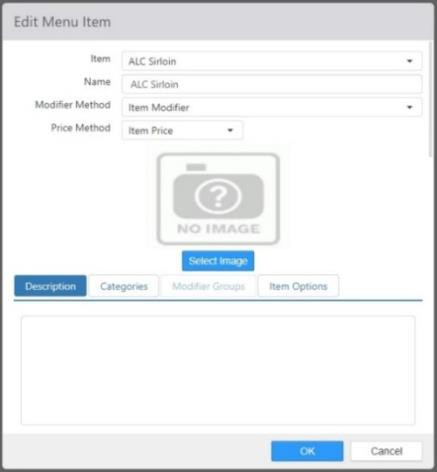 Edit Menu Item
Item ALC Sirloin
Name ALC Sirloin
Modifier Method Item Modifier
Price Method Item Price
?
NO IMAGE
Select Image
Description Categories Modifier Groups Item Options
OK Cancel